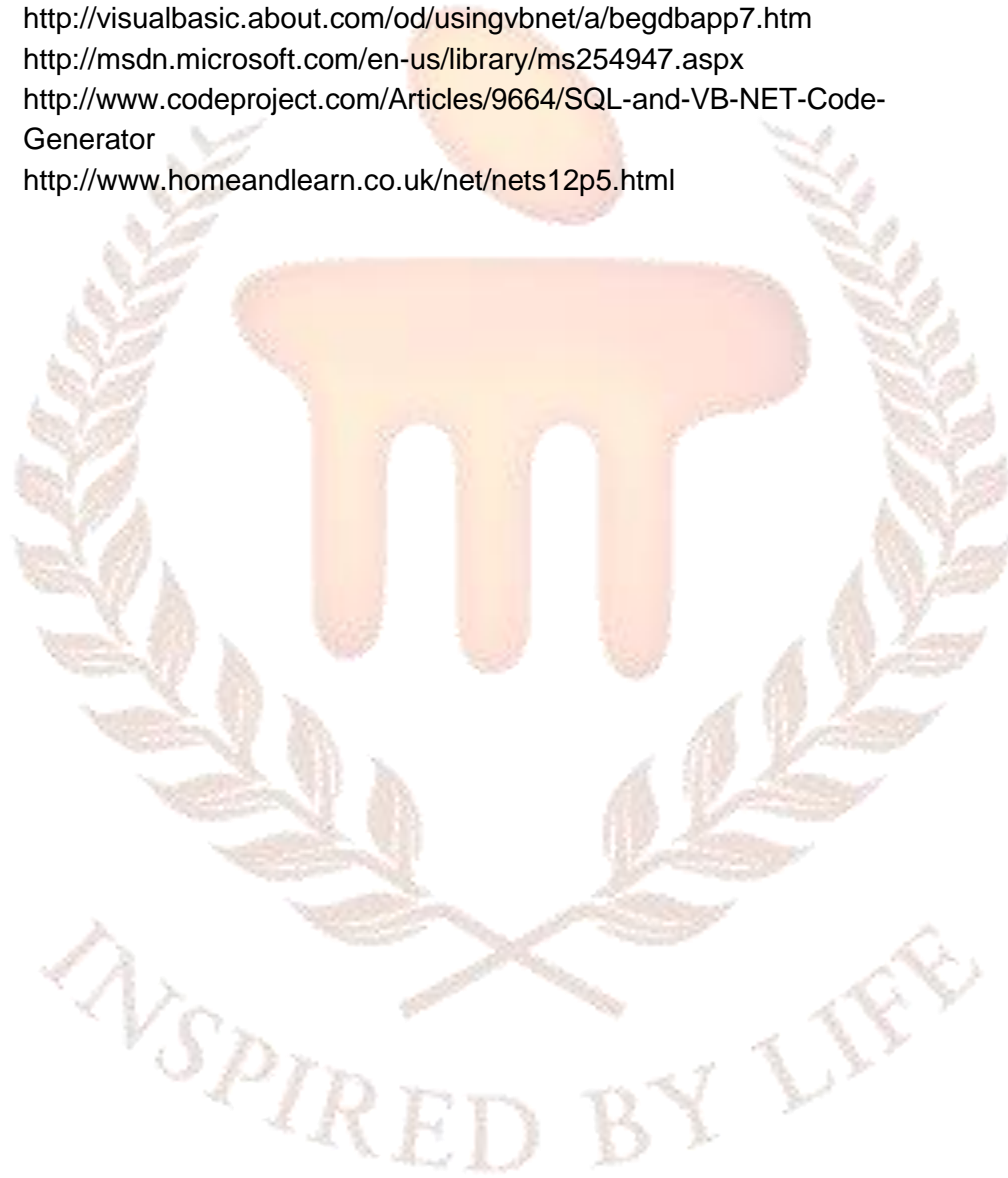 http://visualbasic.about.com/od/usingvbnet/a/begdbapp7.htm
http://msdn.microsoft.com/en-us/library/ms254947.aspx
http://www.codeproject.com/Articles/9664/SQL-and-VB-NET-Code-
Generator
http://www.homeandlearn.co.uk/net/nets12p5.html
INSPIRED BY LIFE